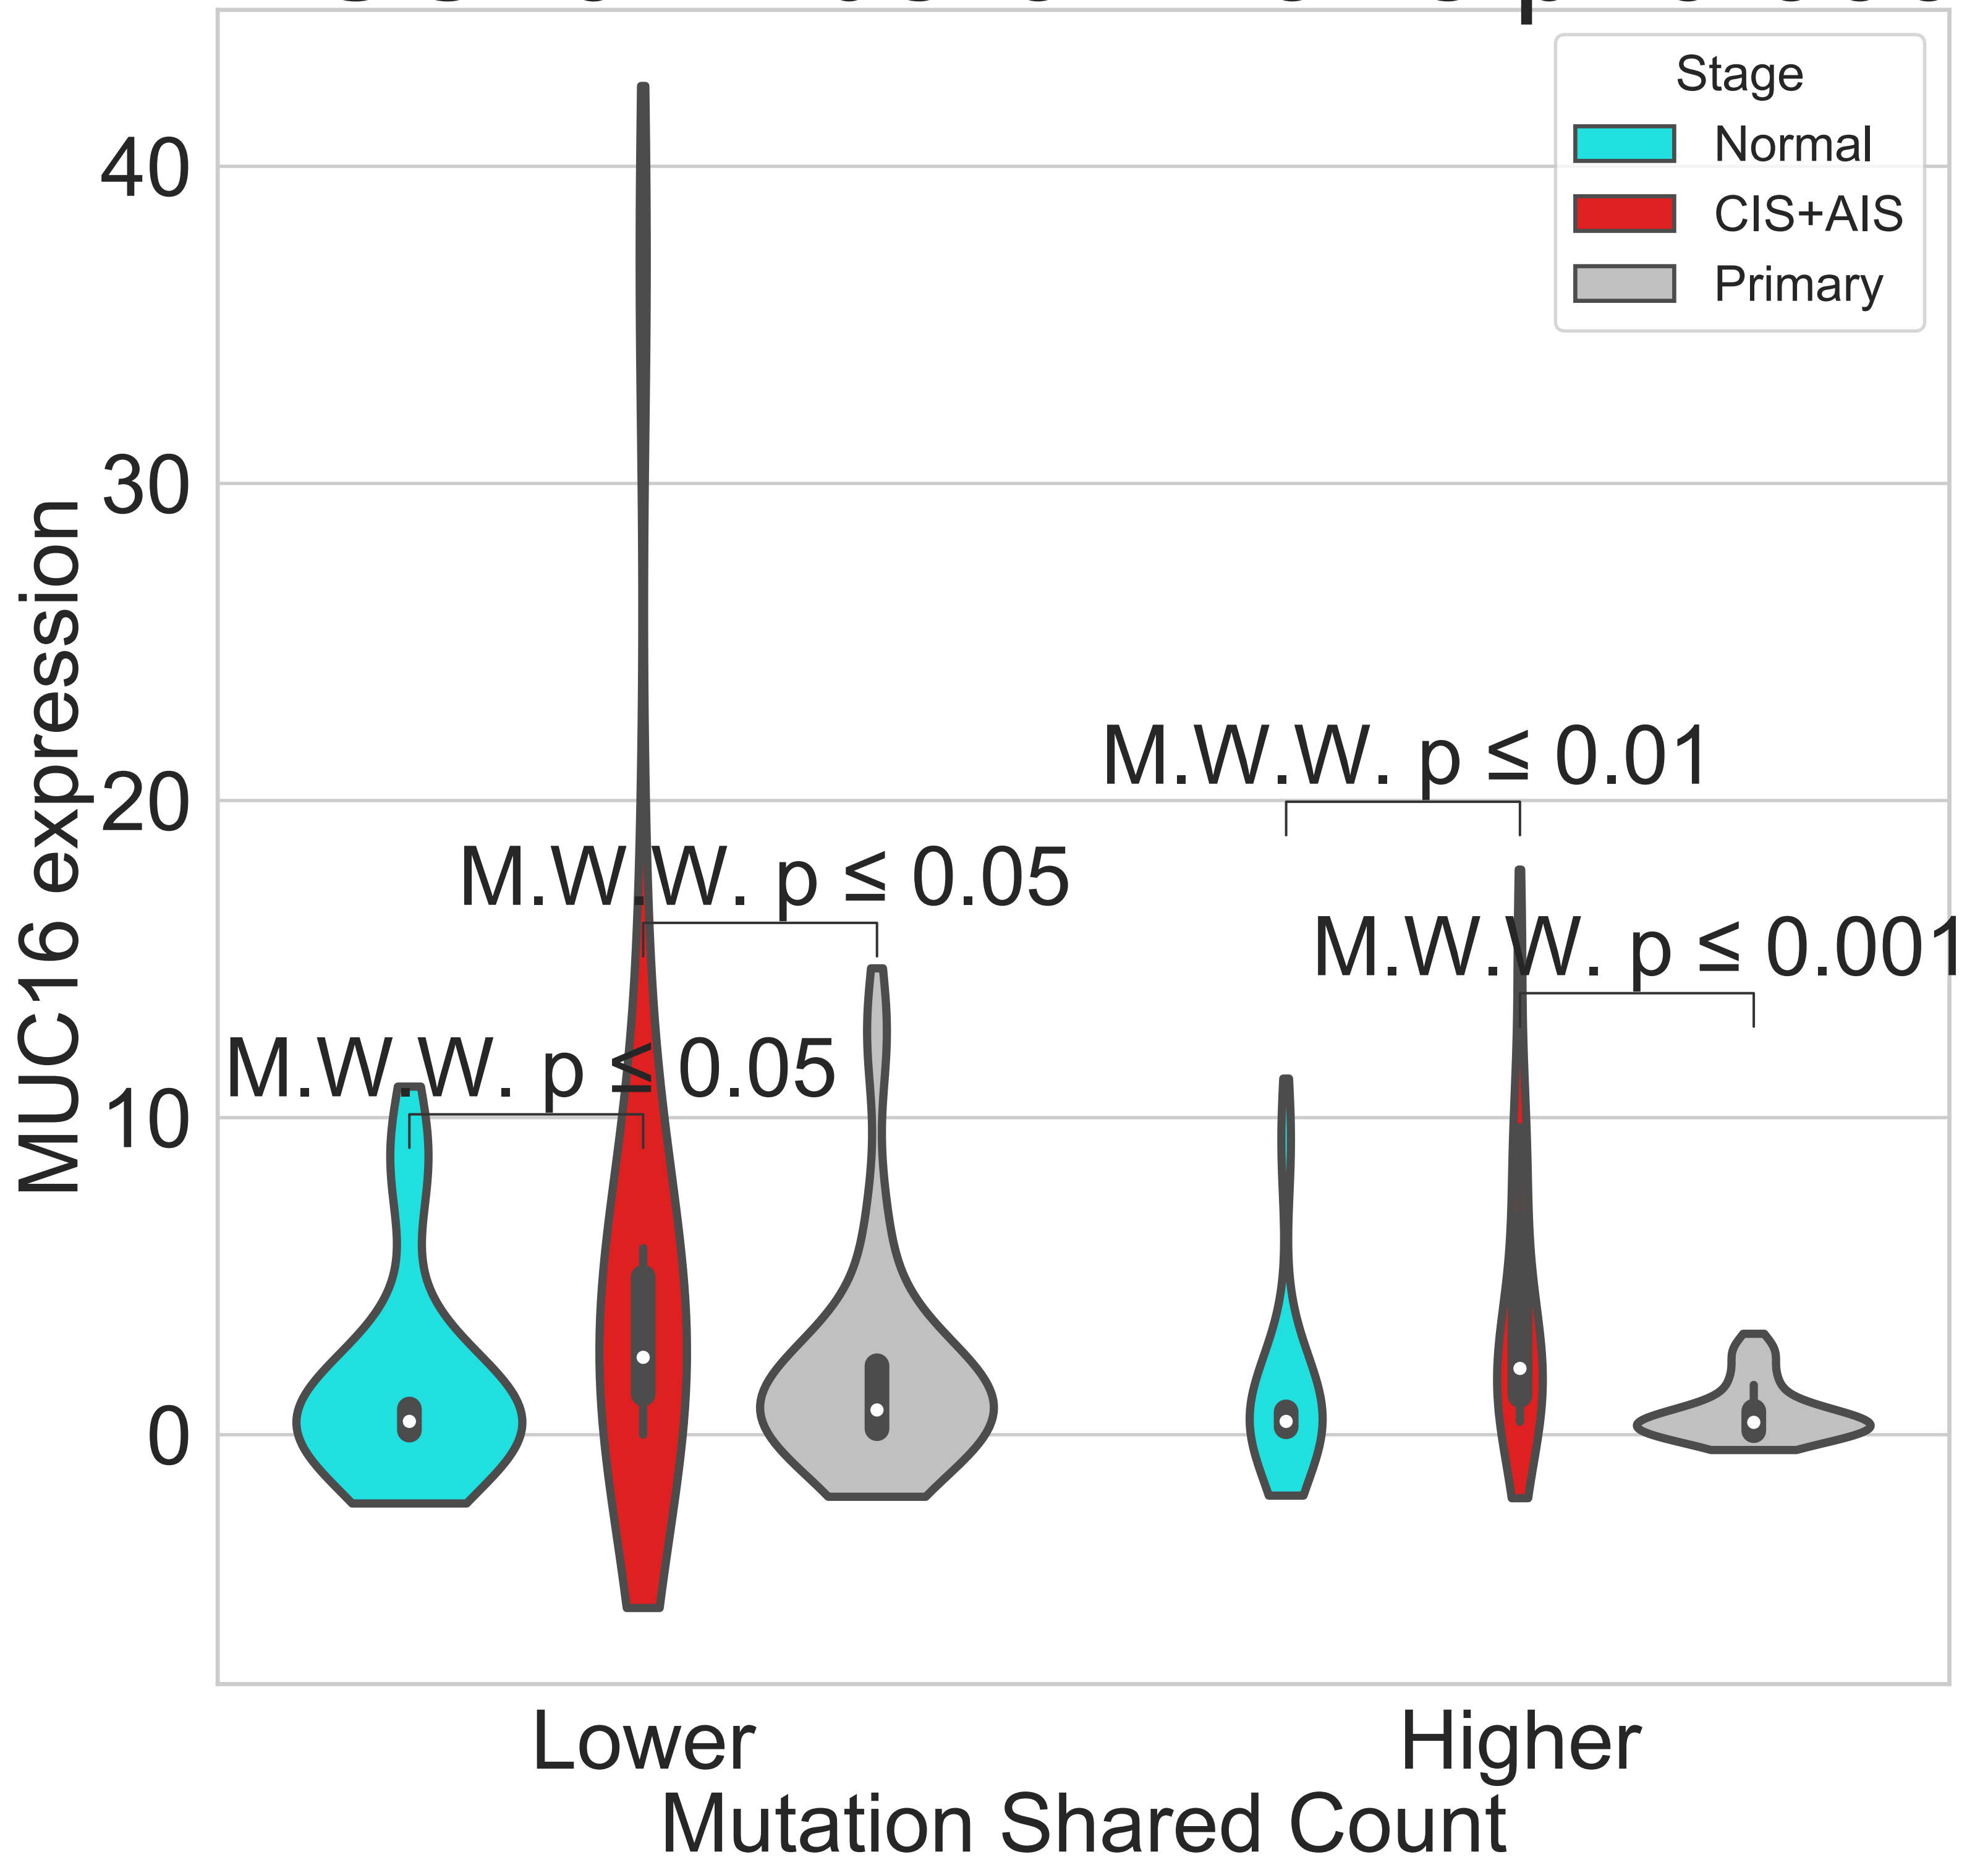 Stage
Normal
CIS+AIS
Primary
40
30
20
10
0
MUC16 expression
M.W.W. p ≤ 0.01
M.W.W. p ≤ 0.05
M.W.W. p ≤ 0.001
M.W.W. p ≤ 0.05
Lower
Higher
Mutation Shared Count